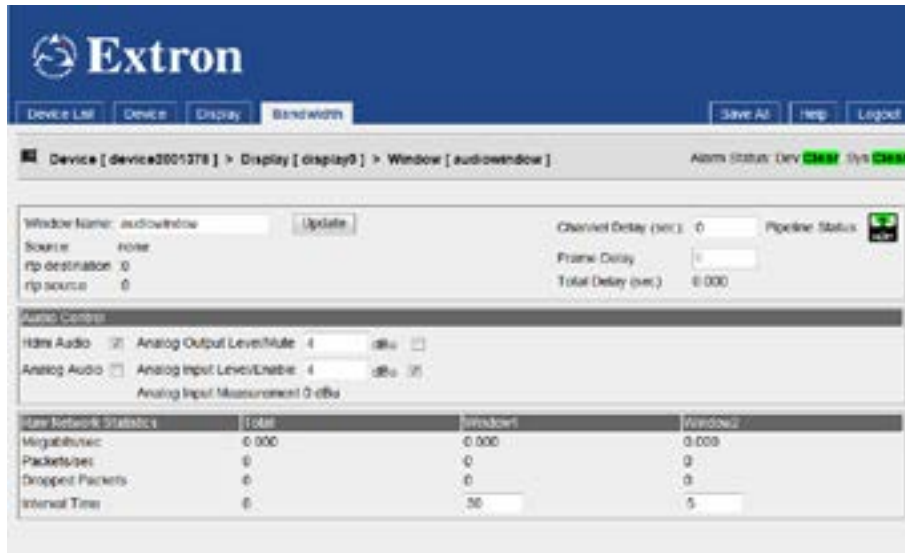 Extron
Device List Device Display Bandwidth Save All Help Logout
Device [ device3001378 ] > Display [ display0 ] > Window [ audiowindow ] Alarm Status: Dev Clear Sys Clear
Window Name: audiowindow Update Channel Delay (sec.) 0 Pipeline Status
Source none Frame Delay
rtp destination :0 Total Delay (sec.) 0.000
rtp source 0
Audio Control
Hdmi Audio Analog Output Level/Mute 4 dBu
Analog Audio Analog Input Level/Enable 4 dBu
Analog Input Measurement 0 dBu
Raw Network Statistics Total Window1 Window2
Megabits/sec 0.000 0.000 0.000
Packets/sec 0 0 0
Dropped Packets 0 0 0
Interval Time 0 30 5